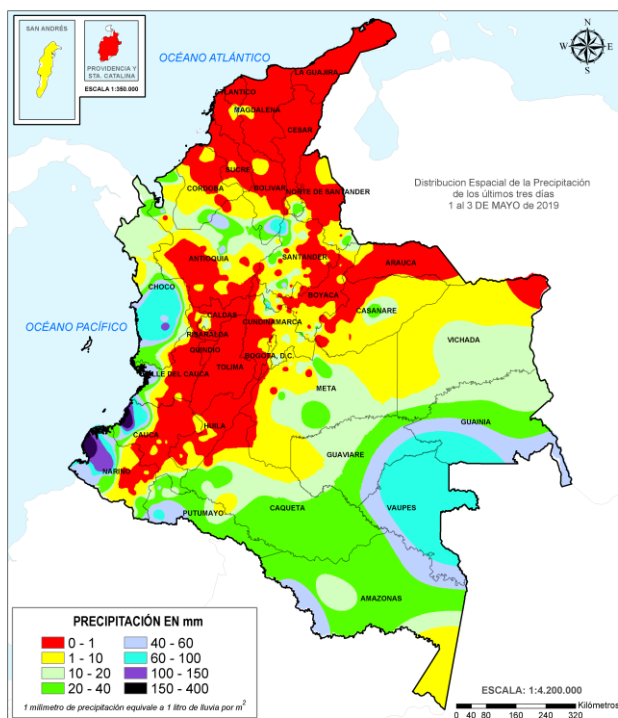 SAN ANDRÉS
PROVIDENCIA Y
STA. CATALINA
ESCALA 1:350.000
OCÉANO ATLÁNTICO
N
W
E
S
LA GUAJIRA
ATLANTICO
MAGDALENA
CESAR
SUCRE
CORDOBA
BOLIVAR
NORTE DE SANTANDER
Distribucion Espacial de la Precipitación
de los últimos tres días
1 al 3 DE MAYO de 2019
ANTIOQUIA
SANTANDER
ARAUCA
CHOCO
BOYACA
CASANARE
OCÉANO PACÍFICO
CALDAS
CUNDINAMARCA
RISARALDA
VICHADA
QUINDIO
BOGOTA, D.C.
TOLIMA
VALLE DEL CAUCA
META
GUAINIA
CAUCA
HUILA
GUAVIARE
NARIÑO
PUTUMAYO
CAQUETA
VAUPES
AMAZONAS
PRECIPITACIÓN EN mm
0 - 1
40 - 60
1 - 10
60 - 100
10 - 20
100 - 150
20 - 40
150 - 400
1 milimetro de precipitación equivale a 1 litro de lluvia por m2
ESCALA: 1:4.200.000
Kilómetros
0 40 80 160 240 320